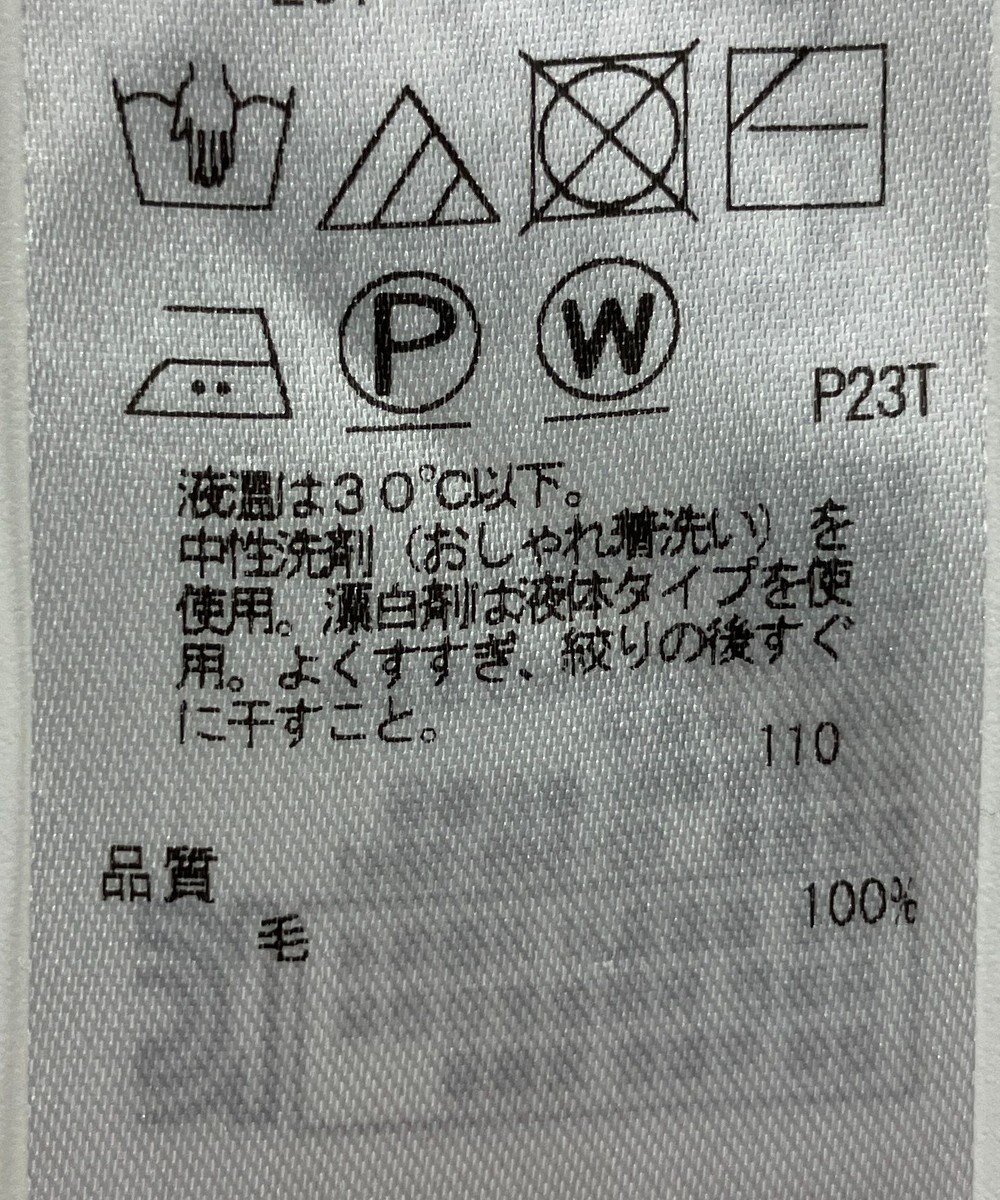 P
W
P23T
液温は30℃以下。
中性洗剤（おしゃれ着洗い）を
使用。漂白剤は液体タイプを使
用。よくすすぎ、絞りの後すぐ
に干すこと。
110
品質
毛 100%